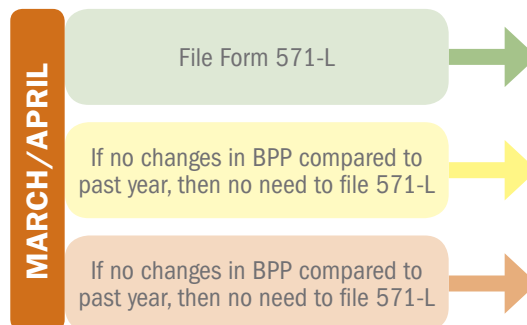 MARCH/APRIL
File Form 571-L
If no changes in BPP compared to
past year, then no need to file 571-L
If no changes in BPP compared to
past year, then no need to file 571-L